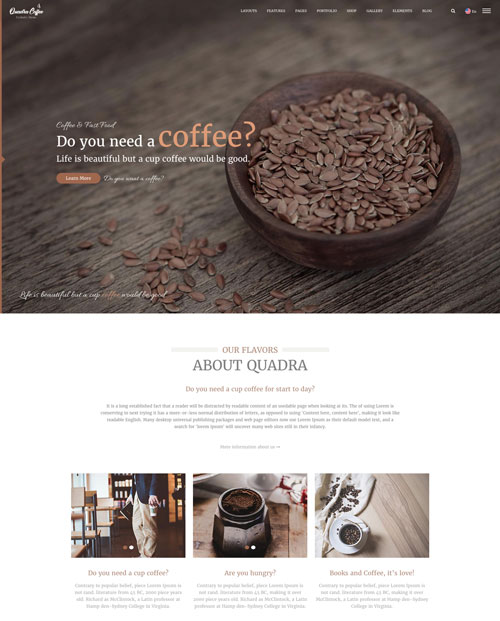 Quadra Coffee
LAYOUTS FEATURES PAGES PORTFOLIO SHOP GALLERY ELEMENTS BLOG
Coffee & Fast Food
Do you need a coffee?
Life is beautiful but a cup coffee would be good.
Learn More Do you want a coffee?
Life is beautiful but a cup coffee would be good
OUR FLAVORS
ABOUT QUADRA
Do you need a cup coffee for start to day?
It is a long established fact that a reader will be distracted by readable content of an usedable page when looking at its. The of using Lorem is
connecting to next trying it has a more-or-less normal distribution of letters, as opposed to using 'Content here, content here', making it look like
readable English. Many desktop universal publishing packages and web page editors now use Lorem Ipsum as their default model text, and a
search for 'lorem ipsum' will uncover many web sites still in their infancy.
More information about us →
Do you need a cup coffee?
Contrary to popular belief, piece Lorem Ipsum is
not rand. literature from 45 BC, 2000 piece years
old. Richard as McClintock, a Latin professor at
Hamp den-Sydney College in Virginia.
Are you hungry?
Contrary to popular belief, piece Lorem Ipsum is
not rand. literature from 45 BC, making it over
2000 piece years old. Richard McClintock, a Latin
professor at Hamp den-Sydney College in Virginia.
Books and Coffee, it's love!
Contrary to popular belief, piece Lorem Ipsum is
not rand. literature from 45 BC, making it over
2000 piece years old. Richard McClintock, a Latin
professor at Hamp den-Sydney College in Virginia.